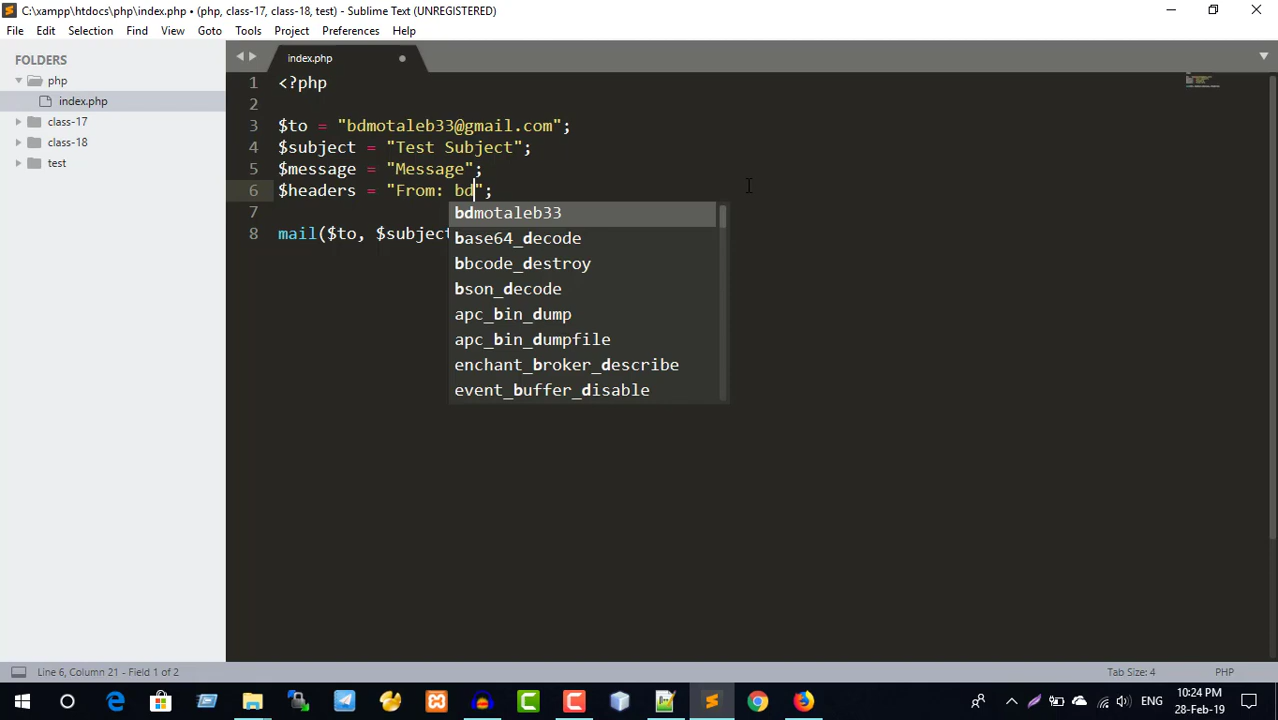 C:\xampp\htdocs\php\index.php • (php, class-17, class-18, test) - Sublime Text (UNREGISTERED)
File Edit Selection Find View Goto Tools Project Preferences Help
FOLDERS
php
index.php
class-17
class-18
test
index.php
1 <?php
2
3 $to = "bdmotaleb33@gmail.com";
4 $subject = "Test Subject";
5 $message = "Message";
6 $headers = "From: bd";
7
8 mail($to, $subject
bdmotaleb33
base64_decode
bbcode_destroy
bson_decode
apc_bin_dump
apc_bin_dumpfile
enchant_broker_describe
event_buffer_disable
Line 6, Column 21 - Field 1 of 2
Tab Size: 4
PHP
ENG
10:24 PM
28-Feb-19